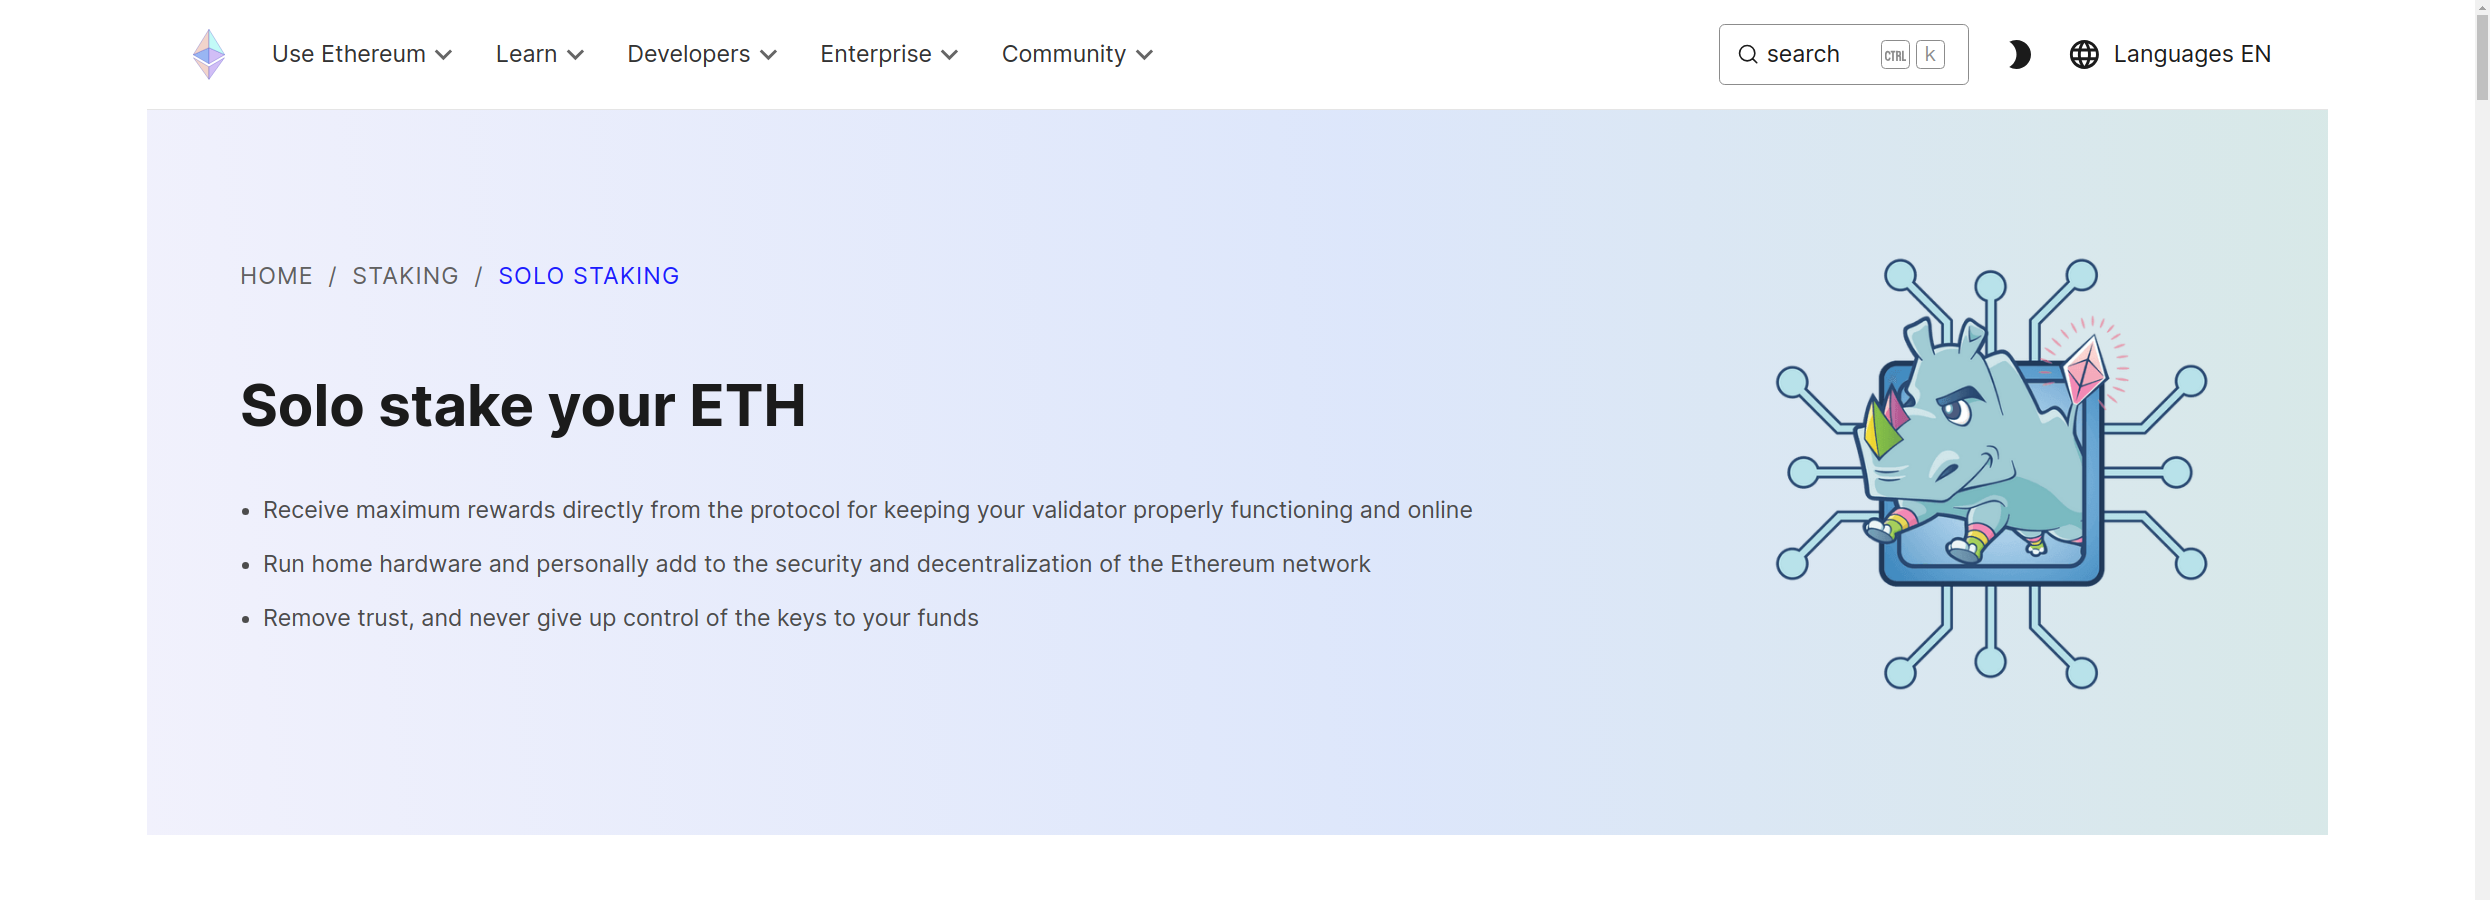 Use Ethereum Learn Developers Enterprise Community search CTRL k Languages EN
HOME / STAKING / SOLO STAKING
Solo stake your ETH
• Receive maximum rewards directly from the protocol for keeping your validator properly functioning and online
• Run home hardware and personally add to the security and decentralization of the Ethereum network
• Remove trust, and never give up control of the keys to your funds